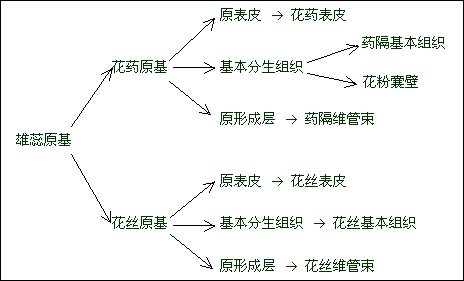 原表皮 → 花药表皮
药隔基本组织
花药原基 基本分生组织
花粉囊壁
原形成层 → 药隔维管束
雄蕊原基
原表皮 → 花丝表皮
花丝原基 基本分生组织 → 花丝基本组织
原形成层 → 花丝维管束